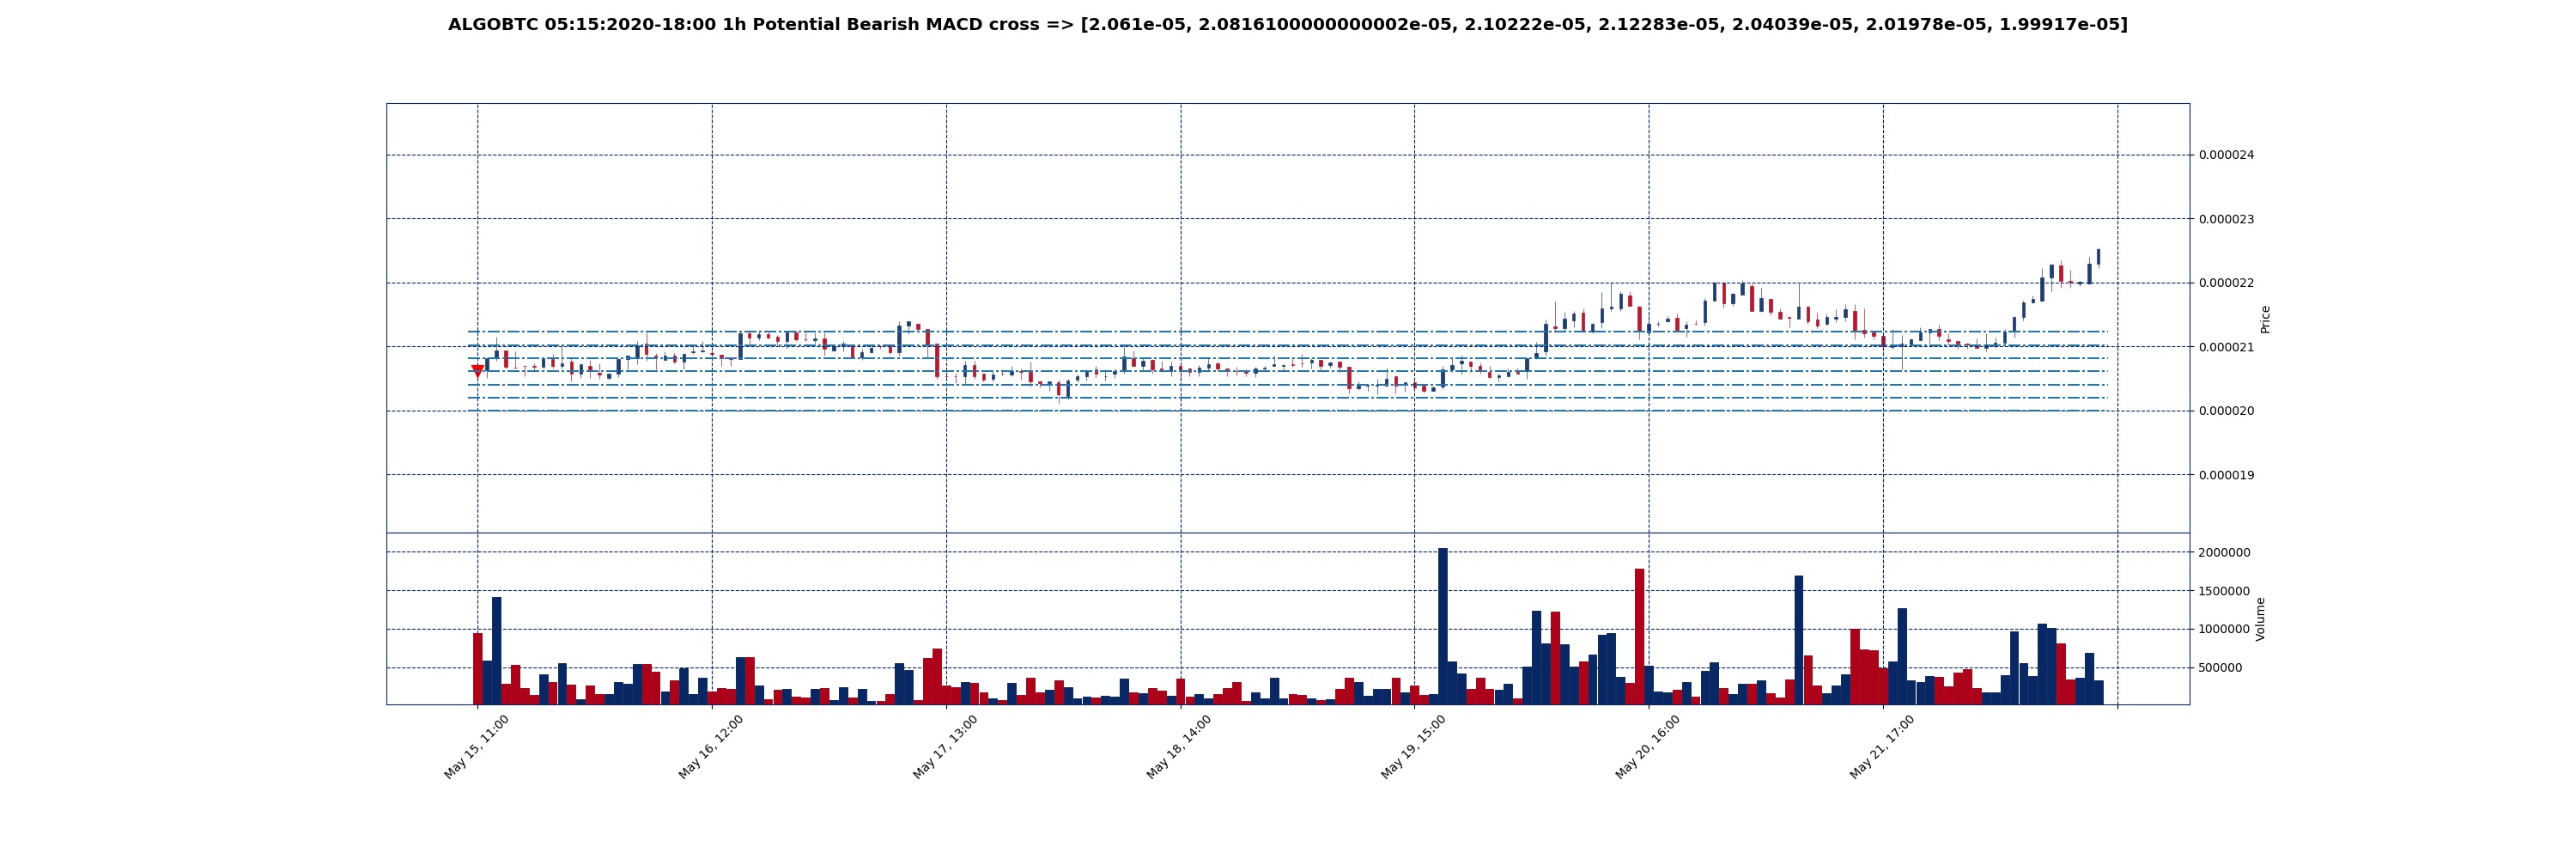 ALGOBTC 05:15:2020-18:00 1h Potential Bearish MACD cross => [2.061e-05, 2.0816100000000002e-05, 2.10222e-05, 2.12283e-05, 2.04039e-05, 2.01978e-05, 1.99917e-05]
0.000024
0.000023
0.000022
0.000021
0.000020
0.000019
Price
2000000
1500000
1000000
500000
Volume
May 15, 11:00
May 16, 12:00
May 17, 13:00
May 18, 14:00
May 19, 15:00
May 20, 16:00
May 21, 17:00